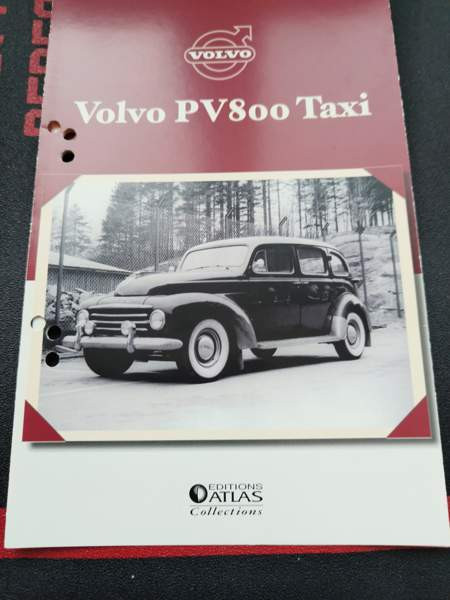 VOLVO
Volvo PV800 Taxi
EDITIONS
ATLAS
Collections